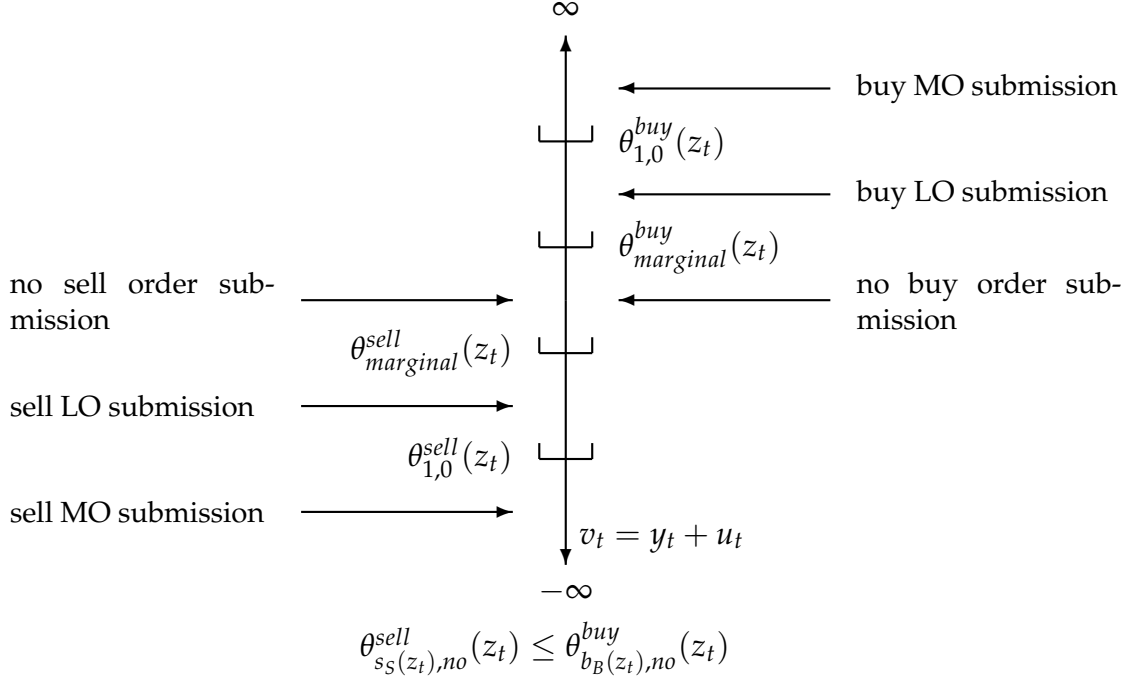 ∞
buy MO submission
θ^{buy}_{1,0}(z_t)
buy LO submission
θ^{buy}_{marginal}(z_t)
no sell order sub-
mission
no buy order sub-
mission
θ^{sell}_{marginal}(z_t)
sell LO submission
θ^{sell}_{1,0}(z_t)
sell MO submission
v_t = y_t + u_t
−∞
θ^{sell}_{s_S(z_t),no}(z_t) ≤ θ^{buy}_{b_B(z_t),no}(z_t)